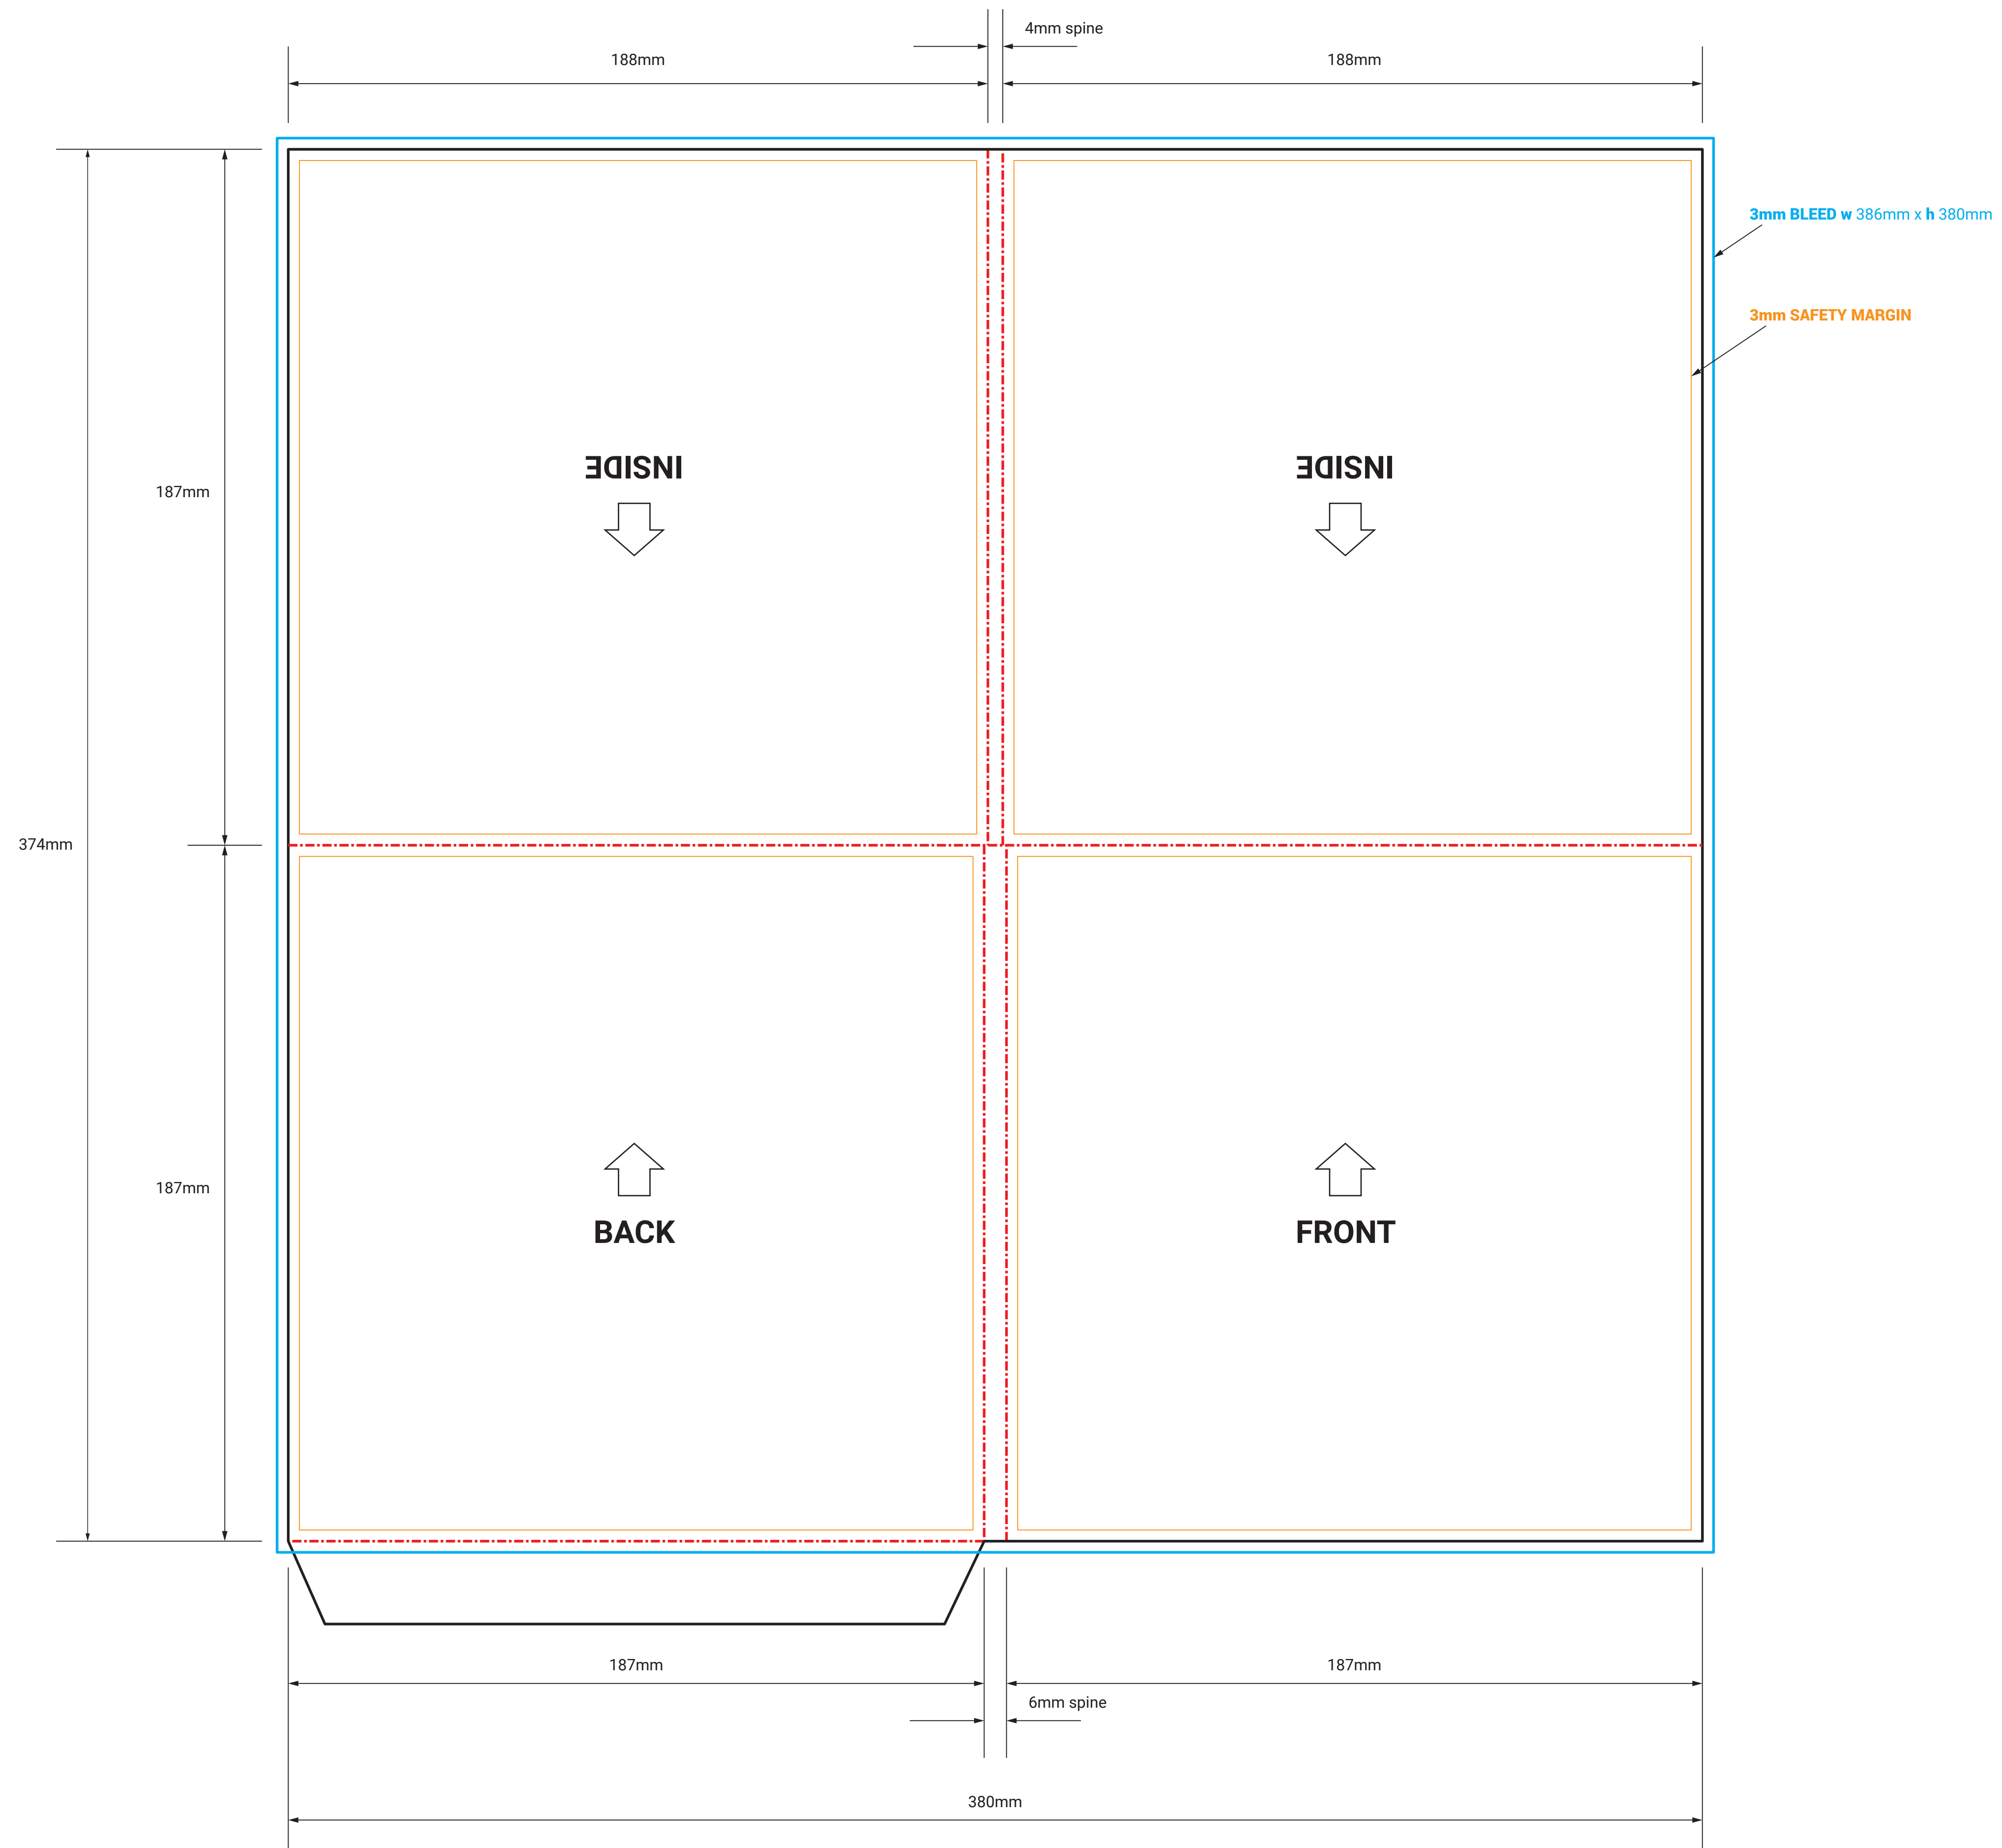 4mm spine
188mm
188mm
3mm BLEED w 386mm x h 380mm
3mm SAFETY MARGIN
INSIDE
INSIDE
187mm
374mm
187mm
BACK
FRONT
187mm
187mm
6mm spine
380mm